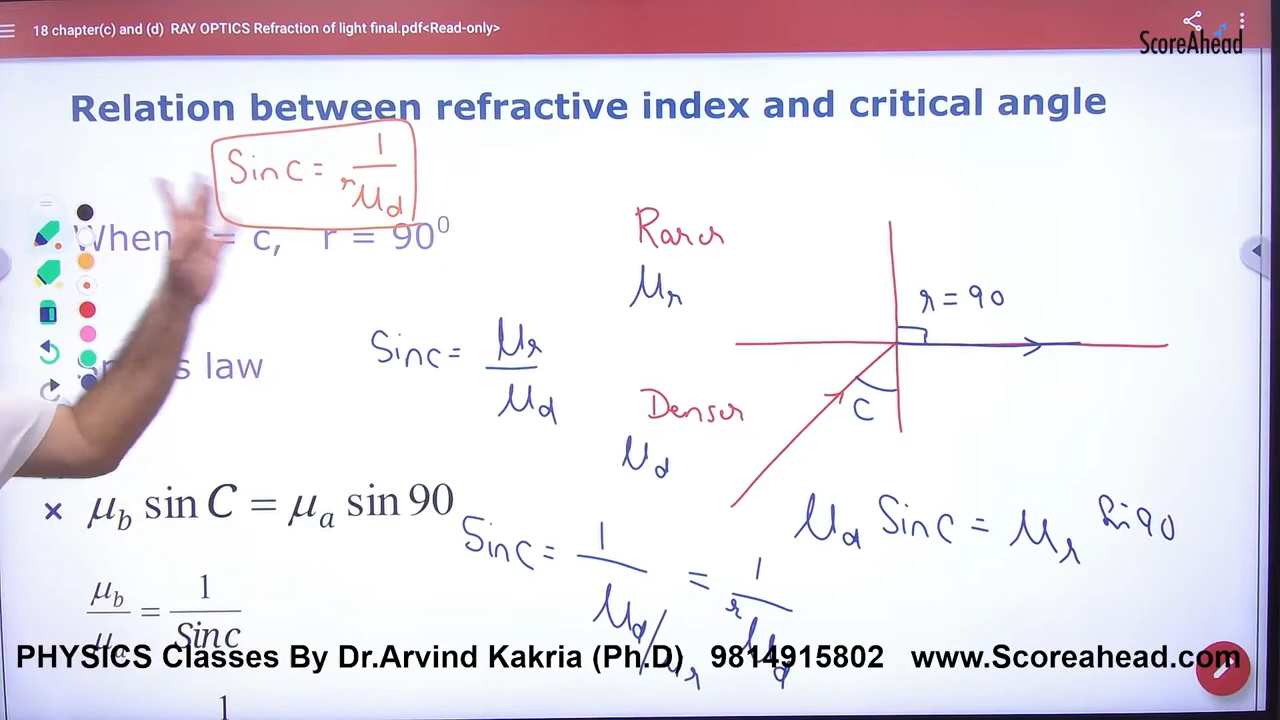 18 chapter(c) and (d) RAY OPTICS Refraction of light final.pdf<Read-only>
ScoreAhead
Relation between refractive index and critical angle
Sin c = 1 / ʳμd
When = c, r = 90⁰
Rarer
μr
r = 90
Sin c = μr / μd
s law
Denser
μd
C
× μb sin C = μa sin 90
μd Sin c = μr Sin 90
Sin c = 1 / (μd/μr) = 1 / ʳμd
μb / μa = 1 / Sinc
1
PHYSICS Classes By Dr.Arvind Kakria (Ph.D) 9814915802 www.Scoreahead.com